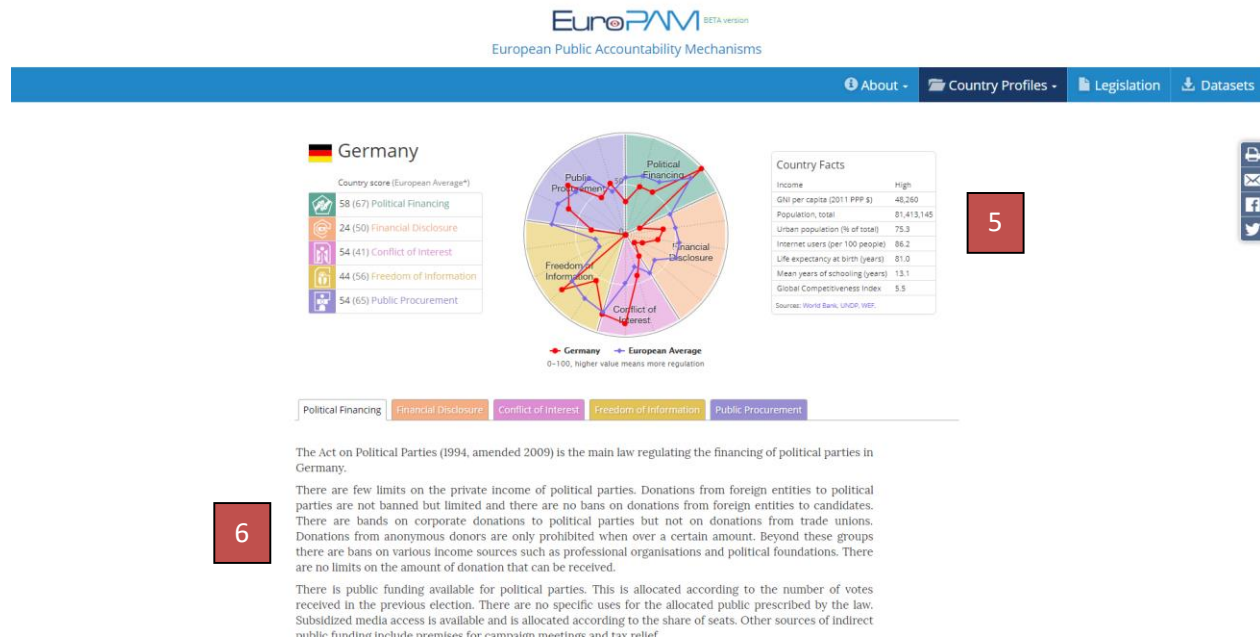 EuroPAM BETA version
European Public Accountability Mechanisms
About
Country Profiles
Legislation
Datasets
Germany
Country score (European Average*)
58 (67) Political Financing
24 (50) Financial Disclosure
54 (41) Conflict of Interest
44 (56) Freedom of Information
54 (65) Public Procurement
Political
Financing
Financial
Disclosure
Conflict of
Interest
Freedom of
Information
Public
Procurement
50
0
Germany European Average
0–100, higher value means more regulation
Country Facts
Income High
GNI per capita (2011 PPP $) 48,260
Population, total 81,413,145
Urban population (% of total) 75.3
Internet users (per 100 people) 86.2
Life expectancy at birth (years) 81.0
Mean years of schooling (years) 13.1
Global Competitiveness Index 5.5
Sources: World Bank, UNDP, WEF.
5
Political Financing Financial Disclosure Conflict of Interest Freedom of Information Public Procurement
The Act on Political Parties (1994, amended 2009) is the main law regulating the financing of political parties in
Germany.
There are few limits on the private income of political parties. Donations from foreign entities to political
parties are not banned but limited and there are no bans on donations from foreign entities to candidates.
There are bands on corporate donations to political parties but not on donations from trade unions.
Donations from anonymous donors are only prohibited when over a certain amount. Beyond these groups
there are bans on various income sources such as professional organisations and political foundations. There
are no limits on the amount of donation that can be received.
6
There is public funding available for political parties. This is allocated according to the number of votes
received in the previous election. There are no specific uses for the allocated public prescribed by the law.
Subsidized media access is available and is allocated according to the share of seats. Other sources of indirect
public funding include premises for campaign meetings and tax relief.